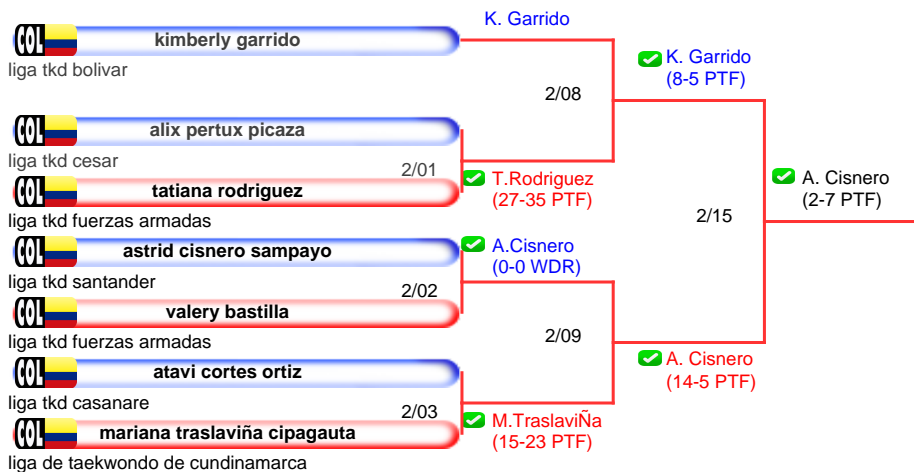 K. Garrido
COL kimberly garrido
liga tkd bolivar
K. Garrido
(8-5 PTF)
2/08
COL alix pertux picaza
liga tkd cesar
2/01
COL tatiana rodriguez
T.Rodriguez
(27-35 PTF)
liga tkd fuerzas armadas
A. Cisnero
(2-7 PTF)
2/15
COL astrid cisnero sampayo
A.Cisnero
(0-0 WDR)
liga tkd santander
2/02
COL valery bastilla
liga tkd fuerzas armadas
2/09
COL atavi cortes ortiz
A. Cisnero
(14-5 PTF)
liga tkd casanare
2/03
COL mariana traslaviña cipagauta
M.TraslaviÑa
(15-23 PTF)
liga de taekwondo de cundinamarca